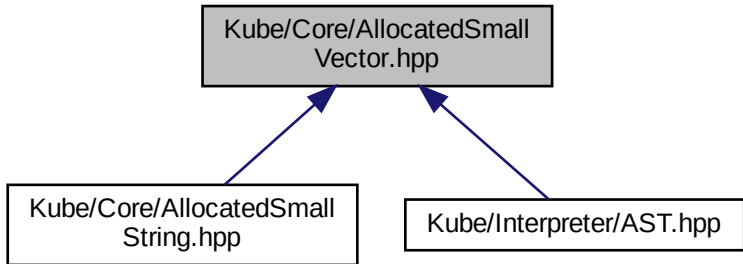 Kube/Core/AllocatedSmall
Vector.hpp
Kube/Core/AllocatedSmall
String.hpp
Kube/Interpreter/AST.hpp